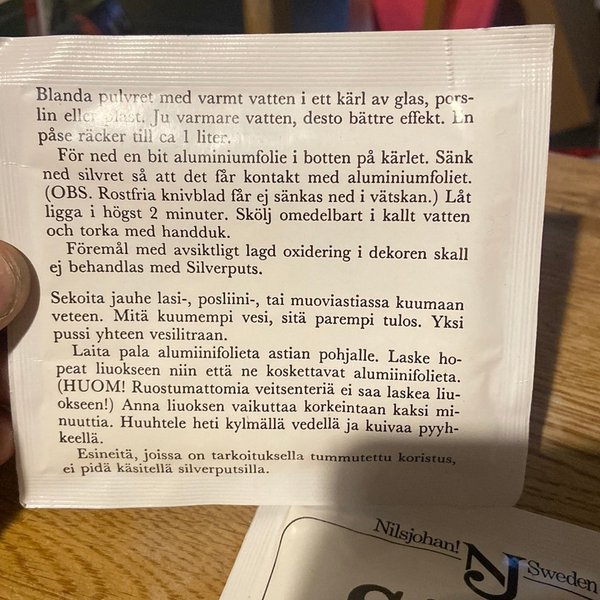 Blanda pulvret med varmt vatten i ett kärl av glas, pors-
lin eller plast. Ju varmare vatten, desto bättre effekt. En
påse räcker till ca 1 liter.
För ned en bit aluminiumfolie i botten på kärlet. Sänk
ned silvret så att det får kontakt med aluminiumfoliet.
(OBS. Rostfria knivblad får ej sänkas ned i vätskan.) Låt
ligga i högst 2 minuter. Skölj omedelbart i kallt vatten
och torka med handduk.
Föremål med avsiktligt lagd oxidering i dekoren skall
ej behandlas med Silverputs.
Sekoita jauhe lasi-, posliini-, tai muoviastiassa kuumaan
veteen. Mitä kuumempi vesi, sitä parempi tulos. Yksi
pussi yhteen vesilitraan.
Laita pala alumiinifolieta astian pohjalle. Laske ho-
peat liuokseen niin että ne koskettavat alumiinifolieta.
(HUOM! Ruostumattomia veitsenteriä ei saa laskea liu-
okseen!) Anna liuoksen vaikuttaa korkeintaan kaksi mi-
nuuttia. Huuhtele heti kylmällä vedellä ja kuivaa pyyh-
keellä.
Esineitä, joissa on tarkoituksella tummutettu koristus,
ei pidä käsitellä silverputsilla.
Nilsjohan! NJ Sweden